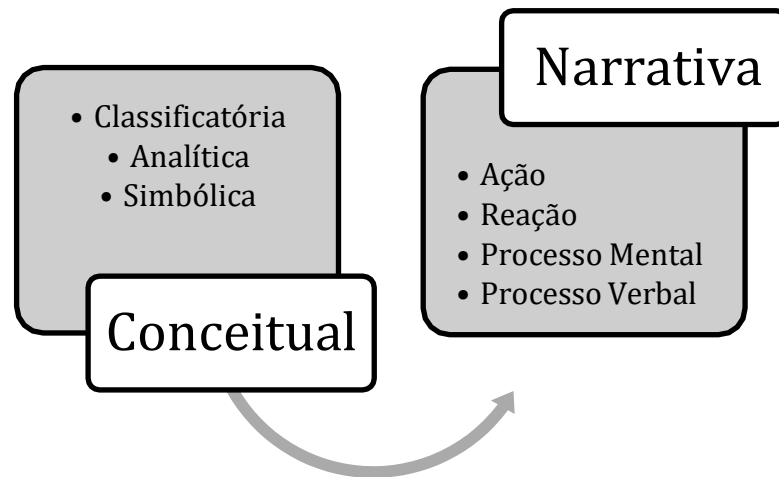 • Classificatória
• Analítica
• Simbólica
Conceitual
Narrativa
• Ação
• Reação
• Processo Mental
• Processo Verbal